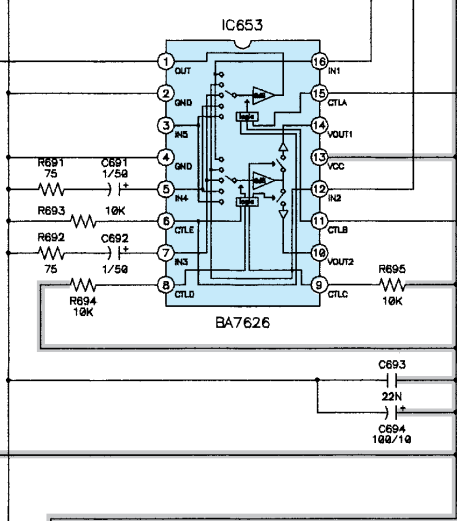 IC653
1 OUT
2 GND
3 IN5
4 GND
5 IN4
6 CTLE
7 IN3
8 CTLD
16 IN1
15 CTLA
14 VOUT1
13 VCC
12 IN2
11 CTLB
10 VOUT2
9 CTLC
logic
logic
R691
75
C691
1/50
+
R693
10K
R692
75
C692
1/50
+
R694
10K
R695
10K
BA7626
C693
22N
+
C694
100/10